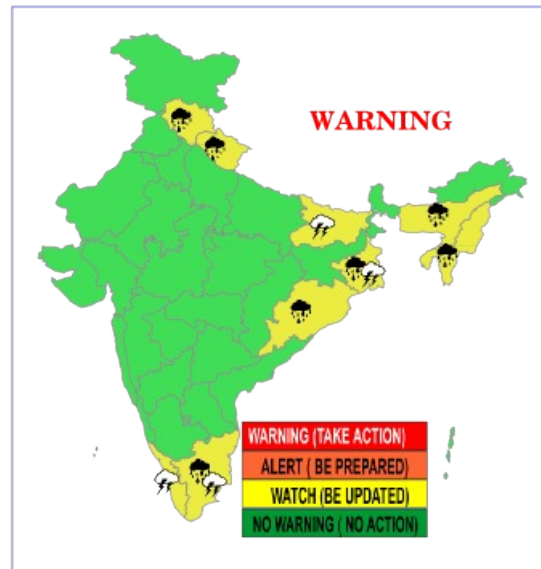 WARNING
WARNING (TAKE ACTION)
ALERT ( BE PREPARED)
WATCH (BE UPDATED)
NO WARNING ( NO ACTION)